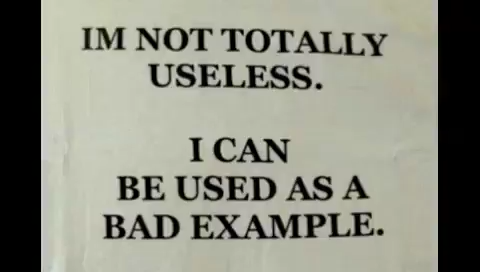 IM NOT TOTALLY
USELESS.
I CAN
BE USED AS A
BAD EXAMPLE.